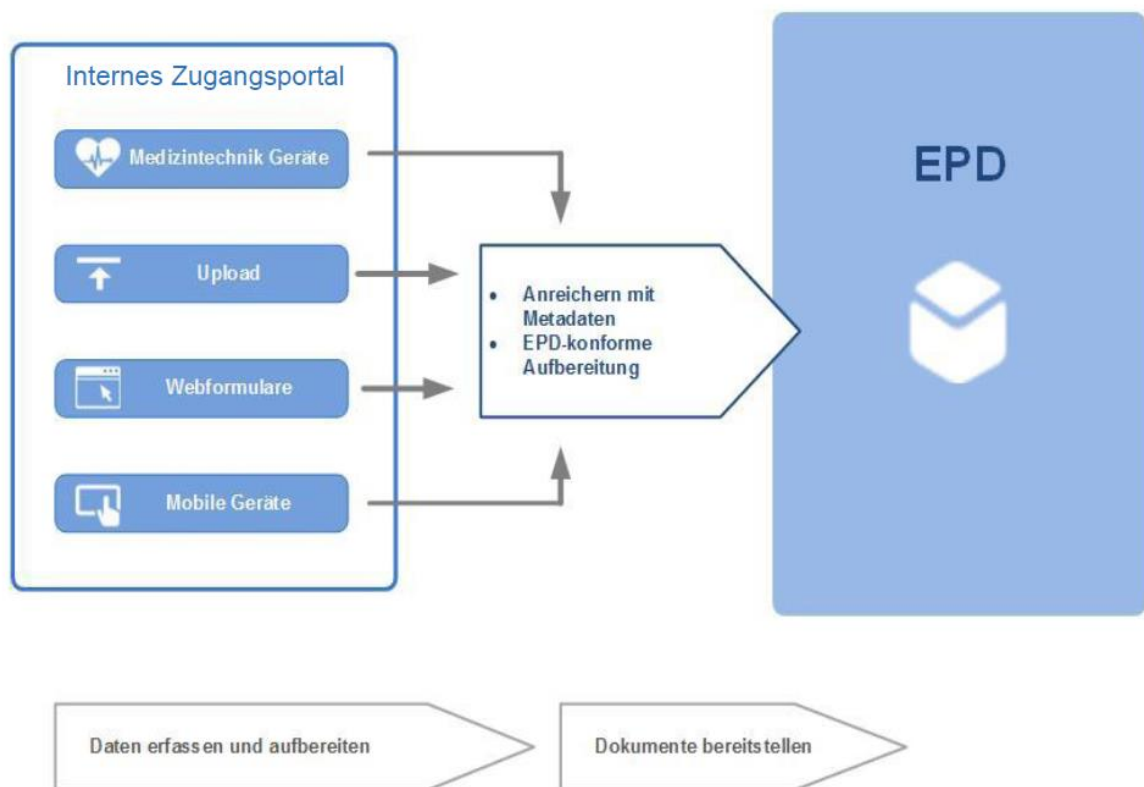 Internes Zugangsportal
Medizintechnik Geräte
Upload
Webformulare
Mobile Geräte
• Anreichern mit
Metadaten
• EPD-konforme
Aufbereitung
EPD
Daten erfassen und aufbereiten
Dokumente bereitstellen